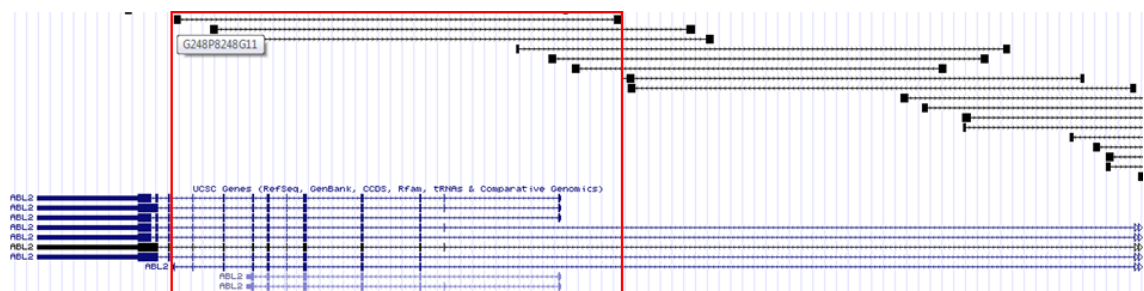 G248P8248G11
UCSC Genes (RefSeq, GenBank, CCDS, Rfam, tRNAs & Comparative Genomics)
ABL2
ABL2
ABL2
ABL2
ABL2
ABL2
ABL2
ABL2
ABL2
ABL2